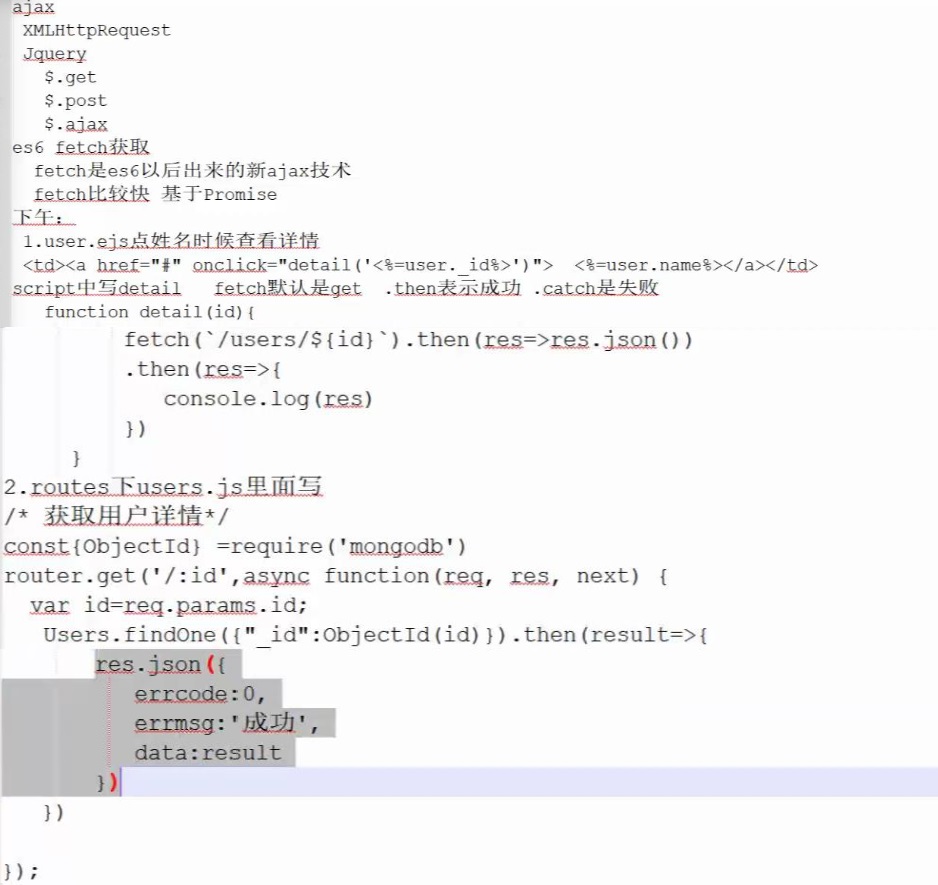 ajax
XMLHttpRequest
Jquery
$.get
$.post
$.ajax
es6 fetch获取
fetch是es6以后出来的新ajax技术
fetch比较快 基于Promise
下午：
1.user.ejs点姓名时候查看详情
<td><a href="#" onclick="detail('<%=user._id%>')"> <%=user.name%></a></td>
script中写detail fetch默认是get .then表示成功 .catch是失败
function detail(id){
fetch(`/users/${id}`).then(res=>res.json())
.then(res=>{
console.log(res)
})
}
2.routes下users.js里面写
/* 获取用户详情*/
const{ObjectId} =require('mongodb')
router.get('/:id',async function(req, res, next) {
var id=req.params.id;
Users.findOne({"_id":ObjectId(id)}).then(result=>{
res.json({
errcode:0,
errmsg:'成功',
data:result
})
})
});